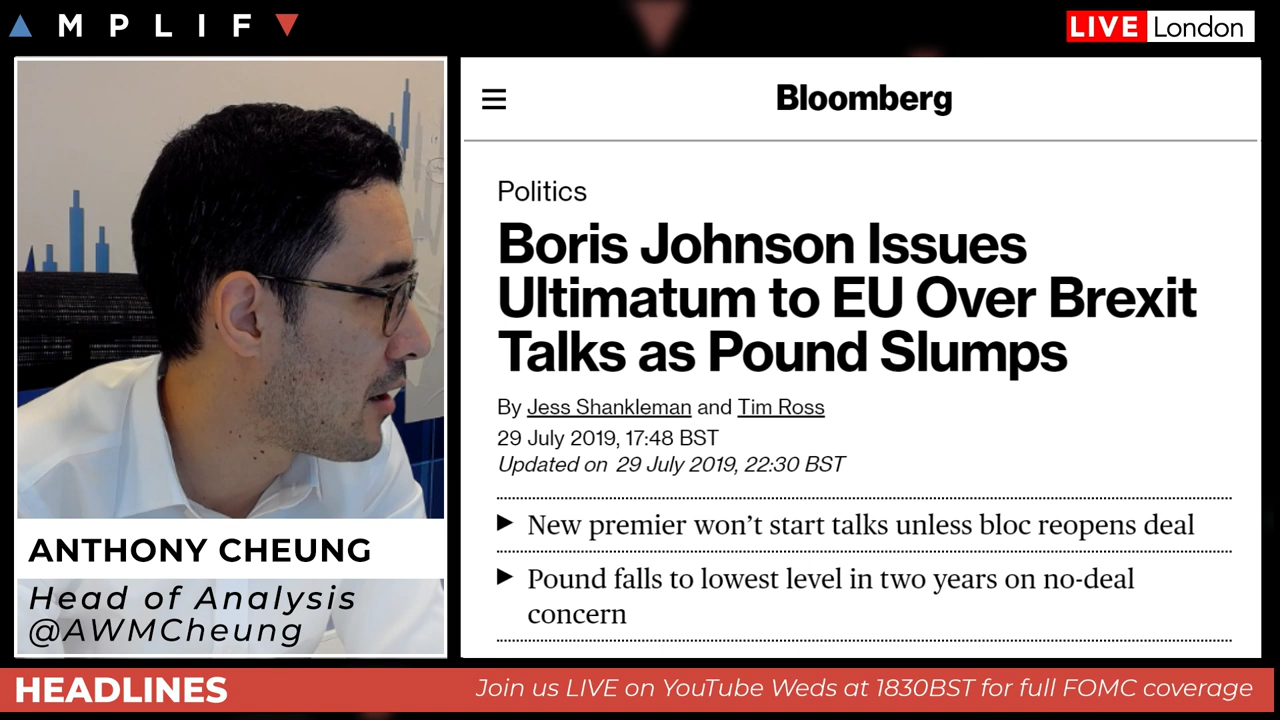 AMPLIFY
LIVE London
Bloomberg
Politics
Boris Johnson Issues
Ultimatum to EU Over Brexit
Talks as Pound Slumps
By Jess Shankleman and Tim Ross
29 July 2019, 17:48 BST
Updated on 29 July 2019, 22:30 BST
New premier won’t start talks unless bloc reopens deal
Pound falls to lowest level in two years on no-deal
concern
ANTHONY CHEUNG
Head of Analysis
@AWMCheung
HEADLINES
Join us LIVE on YouTube Weds at 1830BST for full FOMC coverage